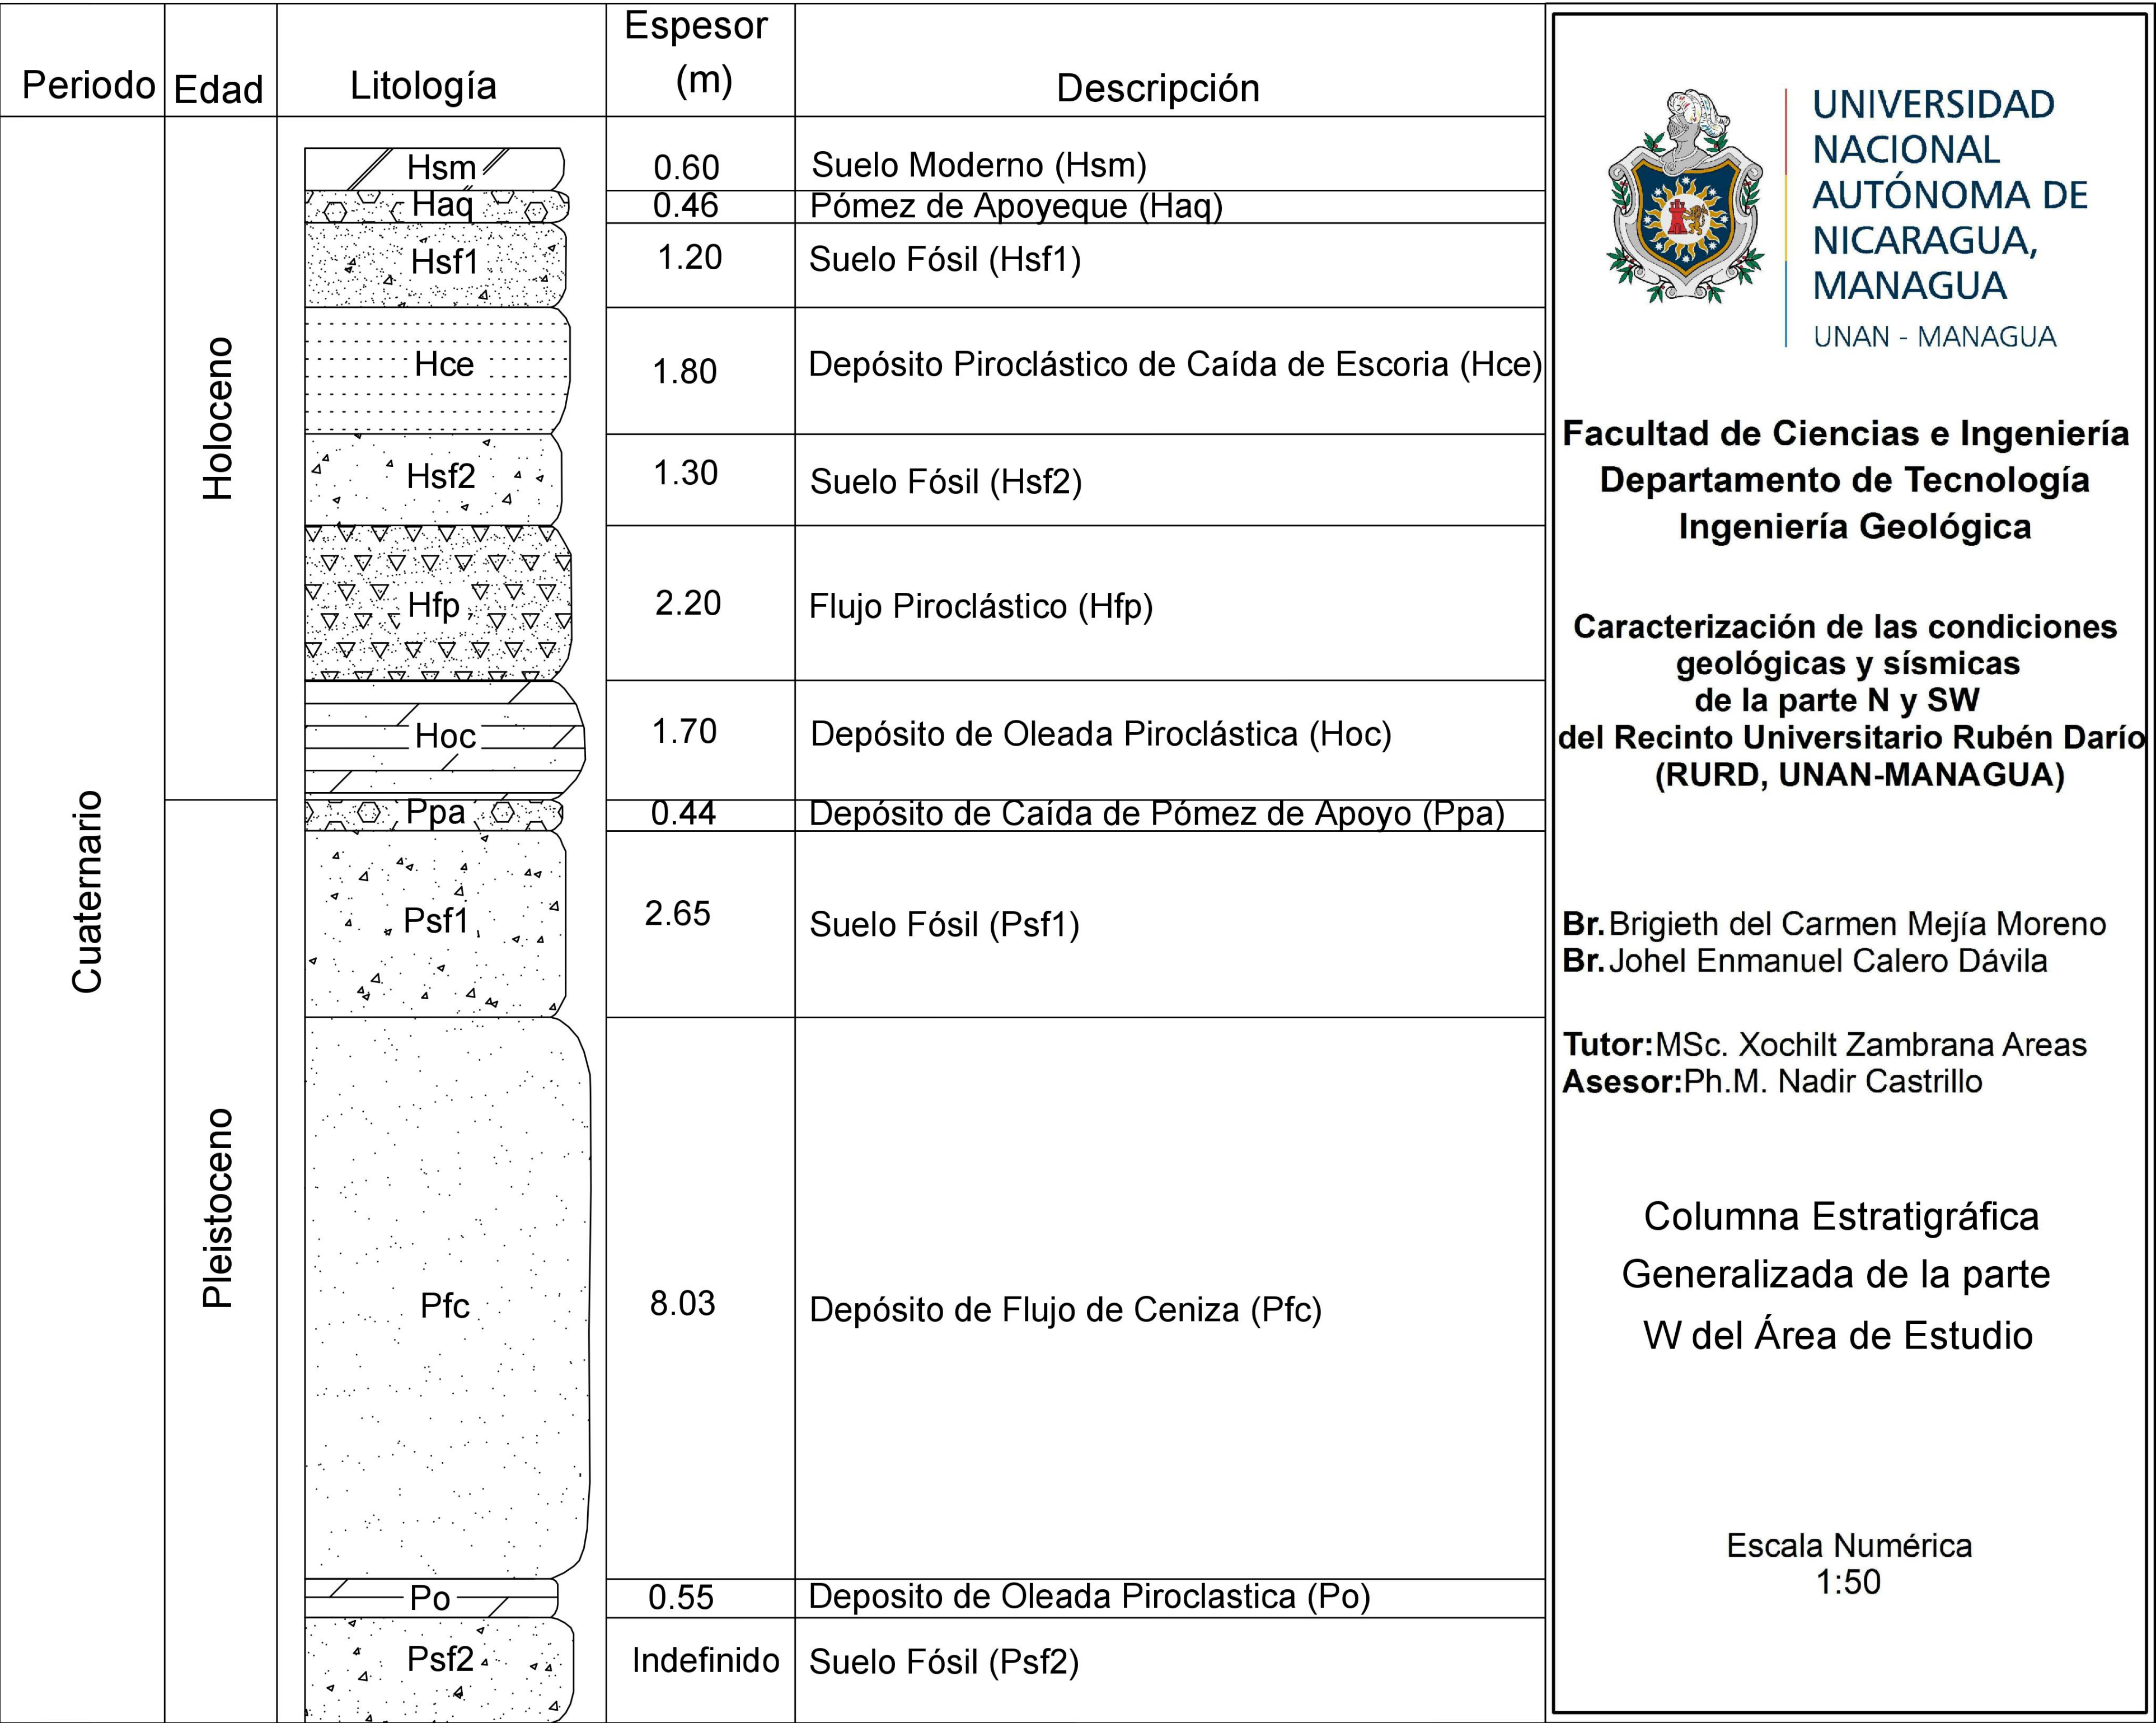 Periodo Edad Litología Espesor (m) Descripción
Cuaternario
Holoceno
Hsm 0.60 Suelo Moderno (Hsm)
Haq 0.46 Pómez de Apoyeque (Haq)
Hsf1 1.20 Suelo Fósil (Hsf1)
Hce 1.80 Depósito Piroclástico de Caída de Escoria (Hce)
Hsf2 1.30 Suelo Fósil (Hsf2)
Hfp 2.20 Flujo Piroclástico (Hfp)
Hoc 1.70 Depósito de Oleada Piroclástica (Hoc)
Pleistoceno
Ppa 0.44 Depósito de Caída de Pómez de Apoyo (Ppa)
Psf1 2.65 Suelo Fósil (Psf1)
Pfc 8.03 Depósito de Flujo de Ceniza (Pfc)
Po 0.55 Deposito de Oleada Piroclastica (Po)
Psf2 Indefinido Suelo Fósil (Psf2)
UNIVERSIDAD
NACIONAL
AUTÓNOMA DE
NICARAGUA,
MANAGUA
UNAN - MANAGUA
Facultad de Ciencias e Ingeniería
Departamento de Tecnología
Ingeniería Geológica
Caracterización de las condiciones
geológicas y sísmicas
de la parte N y SW
del Recinto Universitario Rubén Darío
(RURD, UNAN-MANAGUA)
Br. Brigieth del Carmen Mejía Moreno
Br. Johel Enmanuel Calero Dávila
Tutor:MSc. Xochilt Zambrana Areas
Asesor:Ph.M. Nadir Castrillo
Columna Estratigráfica
Generalizada de la parte
W del Área de Estudio
Escala Numérica
1:50